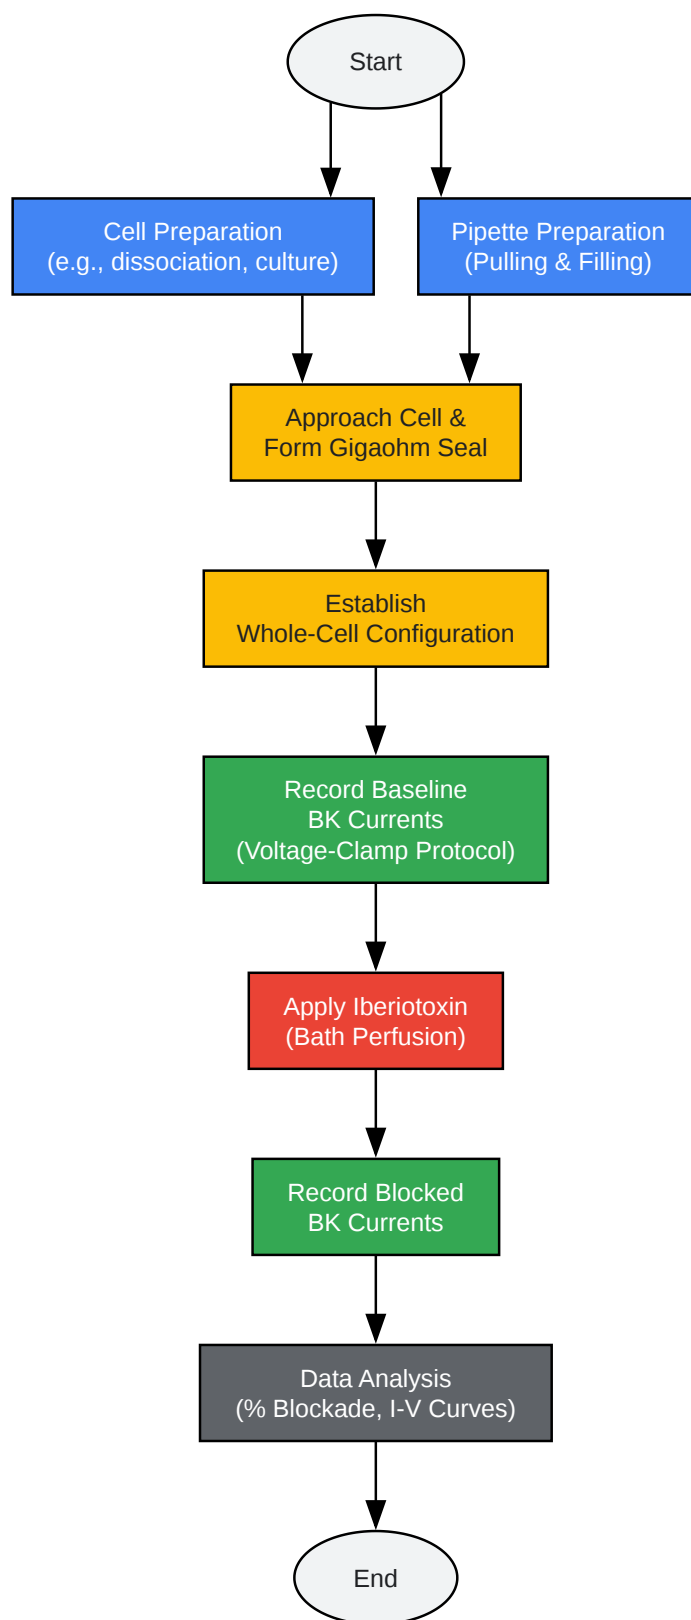 Start
Cell Preparation
(e.g., dissociation, culture)
Pipette Preparation
(Pulling & Filling)
Approach Cell &
Form Gigaohm Seal
Establish
Whole-Cell Configuration
Record Baseline
BK Currents
(Voltage-Clamp Protocol)
Apply Iberiotoxin
(Bath Perfusion)
Record Blocked
BK Currents
Data Analysis
(% Blockade, I-V Curves)
End